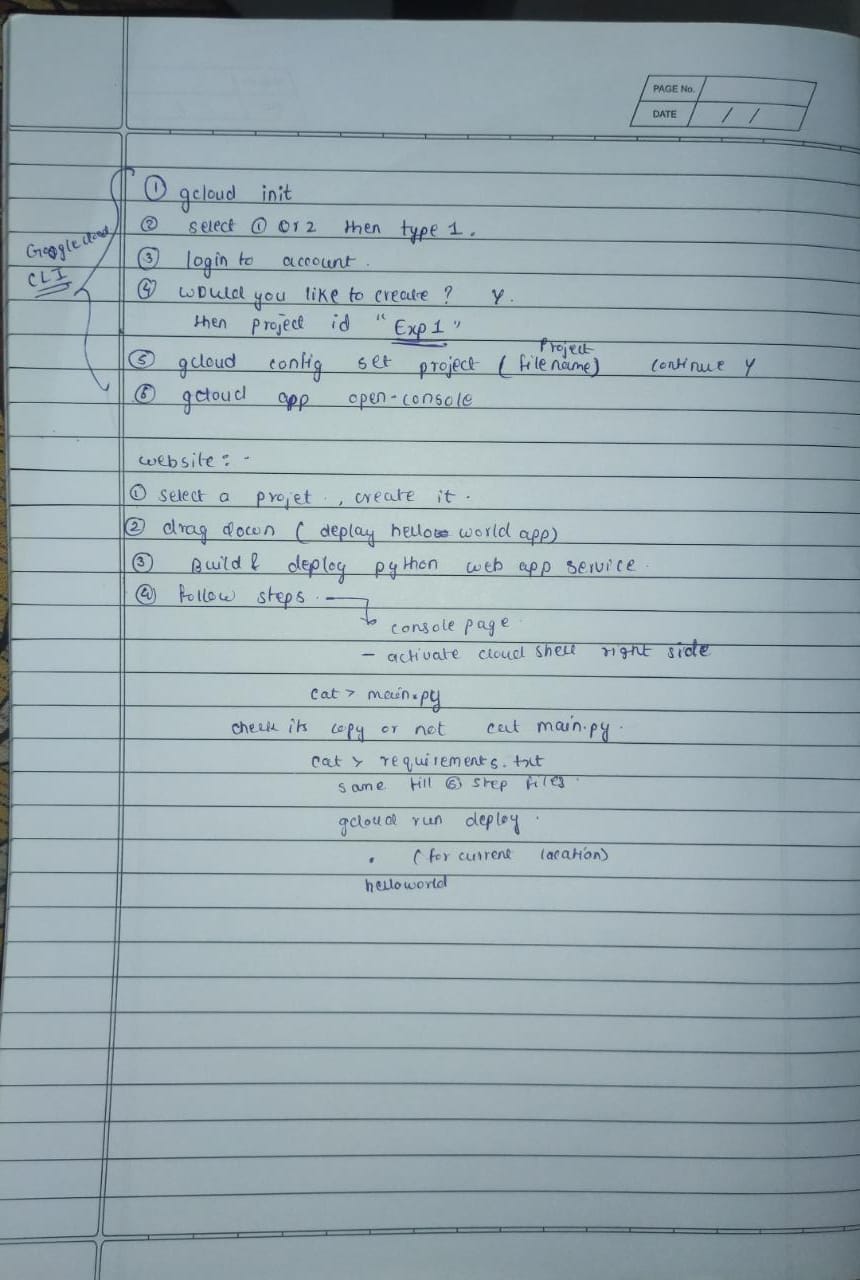 PAGE No.
DATE / /
① gcloud init
② select ① or 2 then type 1.
Google cloud
CLI
③ login to account.
④ would you like to create? Y.
then project id "Exp 1"
Project
⑤ gcloud config set project (file name) continue Y
⑥ gcloud app open-console
website:-
① select a projet., create it.
② drag down (deplay hello world app)
③ Build & deploy python web app service.
④ Follow steps.
console page
- activate cloud shell right side
cat > main.py
check its copy or not cat main.py.
cat > requirements.txt
same till ⑥ step files.
gcloud run deploy.
. (for current location)
helloworld